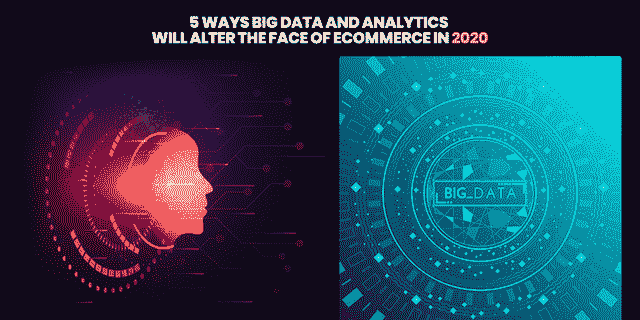 5 WAYS BIG DATA AND ANALYTICS
WILL ALTER THE FACE OF ECOMMERCE IN 2020
BIG_DATA